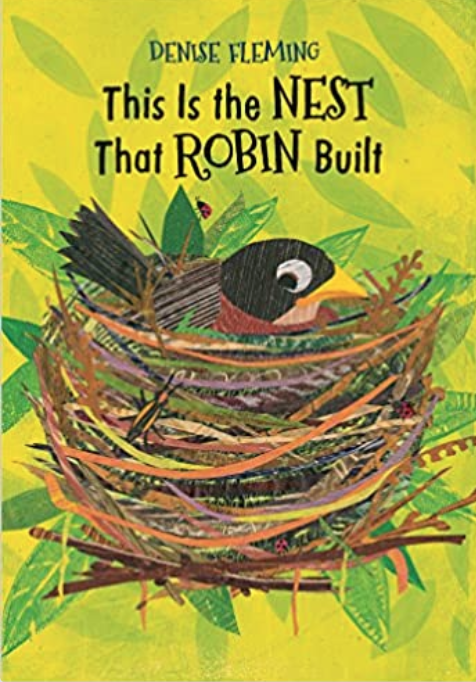 DENISE FLEMING
This Is the NEST
That ROBIN Built